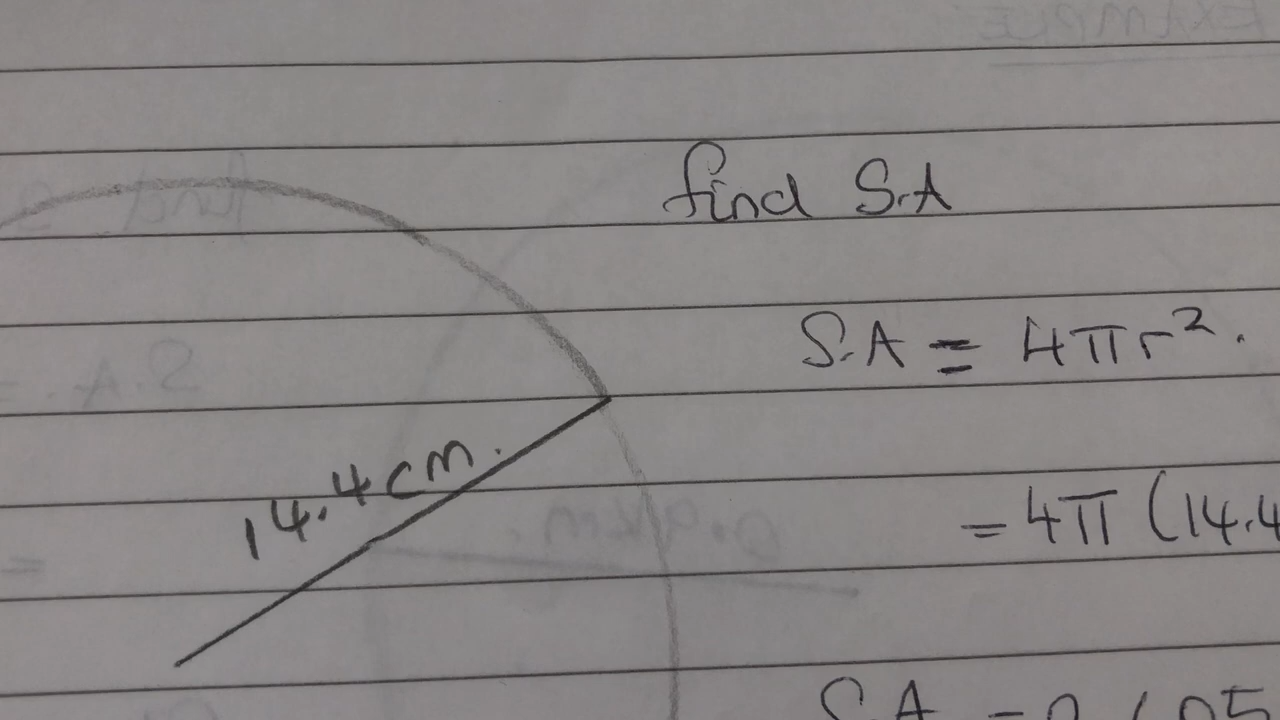 find S.A
S.A = 4πr².
14.4cm.
= 4π (14.4
S.A =